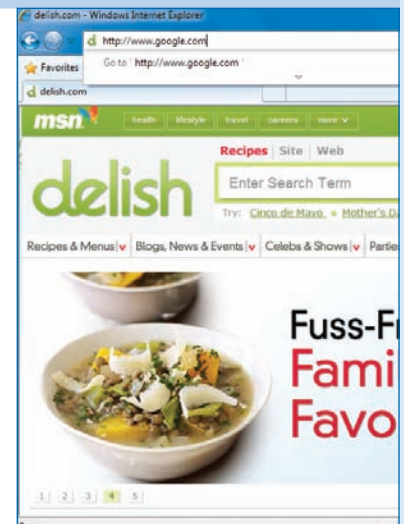 delish.com - Windows Internet Explorer
http://www.google.com
Favorites
Go to ' http://www.google.com '
delish.com
msn
health lifestyle travel careers more
Recipes Site Web
delish
Enter Search Term
Try: Cinco de Mayo Mother's D
Recipes & Menus v Blogs, News & Events v Celebs & Shows v Partie
Fuss-F
Fami
Favo
1 2 3 4 5